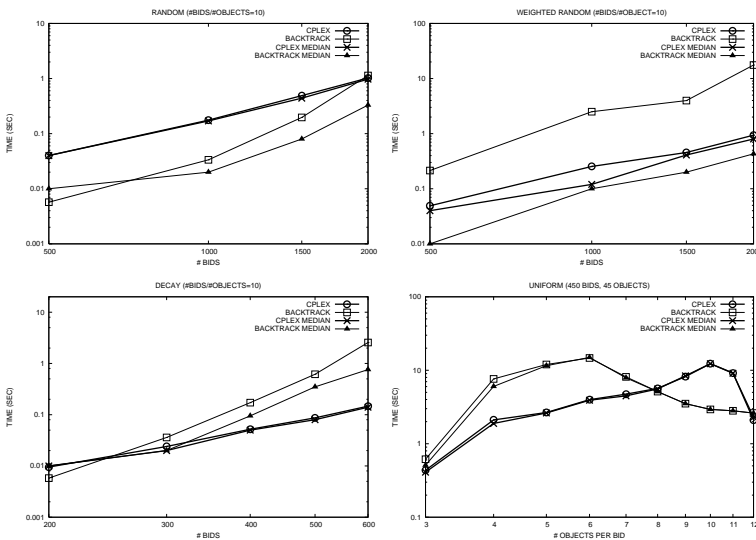 RANDOM (#BIDS/#OBJECTS=10)
10
1
0.1
0.01
0.001
TIME (SEC)
CPLEX
BACKTRACK
CPLEX MEDIAN
BACKTRACK MEDIAN
500 1000 1500 2000
# BIDS
WEIGHTED RANDOM (#BIDS/#OBJECT=10)
100
10
1
0.1
0.01
TIME (SEC)
CPLEX
BACKTRACK
CPLEX MEDIAN
BACKTRACK MEDIAN
500 1000 1500 200
# BIDS
DECAY (#BIDS/#OBJECTS=10)
10
1
0.1
0.01
0.001
TIME (SEC)
CPLEX
BACKTRACK
CPLEX MEDIAN
BACKTRACK MEDIAN
200 300 400 500 600
# BIDS
UNIFORM (450 BIDS, 45 OBJECTS)
100
10
1
0.1
TIME (SEC)
CPLEX
BACKTRACK
CPLEX MEDIAN
BACKTRACK MEDIAN
3 4 5 6 7 8 9 10 11 12
# OBJECTS PER BID